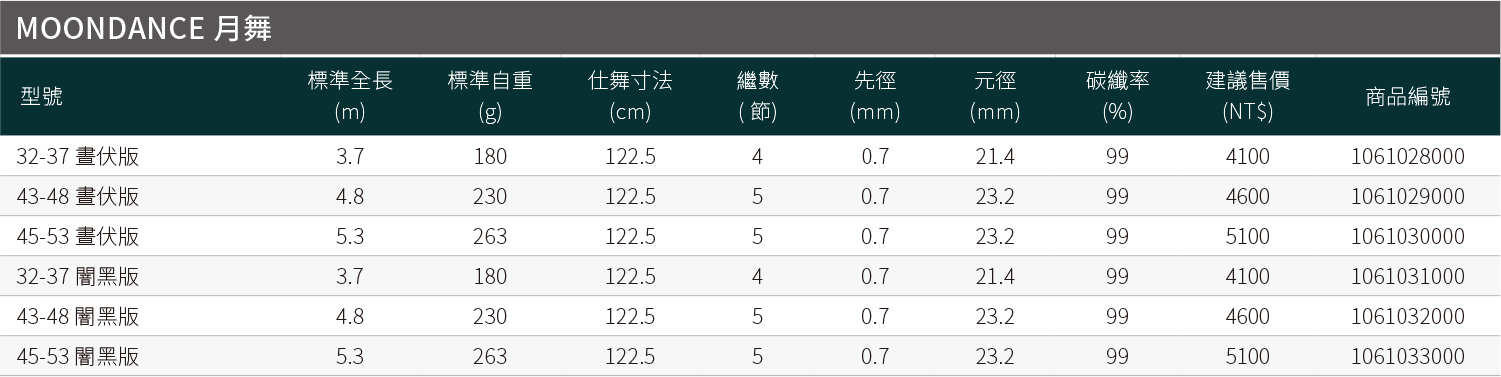 MOONDANCE 月舞
型號 標準全長 (m) 標準自重 (g) 仕舞寸法 (cm) 繼數 ( 節) 先徑 (mm) 元徑 (mm) 碳纖率 (%) 建議售價 (NT$) 商品編號
32-37 晝伏版 3.7 180 122.5 4 0.7 21.4 99 4100 1061028000
43-48 晝伏版 4.8 230 122.5 5 0.7 23.2 99 4600 1061029000
45-53 晝伏版 5.3 263 122.5 5 0.7 23.2 99 5100 1061030000
32-37 闇黑版 3.7 180 122.5 4 0.7 21.4 99 4100 1061031000
43-48 闇黑版 4.8 230 122.5 5 0.7 23.2 99 4600 1061032000
45-53 闇黑版 5.3 263 122.5 5 0.7 23.2 99 5100 1061033000